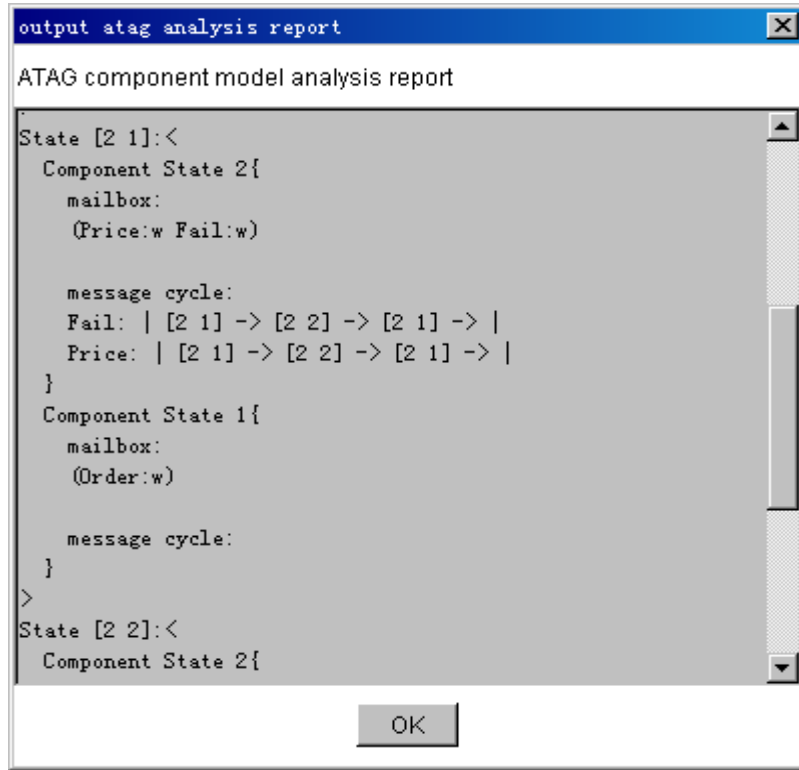 output atag analysis report
ATAG component model analysis report
State [2 1]:<
Component State 2{
mailbox:
(Price:w Fail:w)
message cycle:
Fail: | [2 1] -> [2 2] -> [2 1] -> |
Price: | [2 1] -> [2 2] -> [2 1] -> |
}
Component State 1{
mailbox:
(Order:w)
message cycle:
}
>
State [2 2]:<
Component State 2{
OK